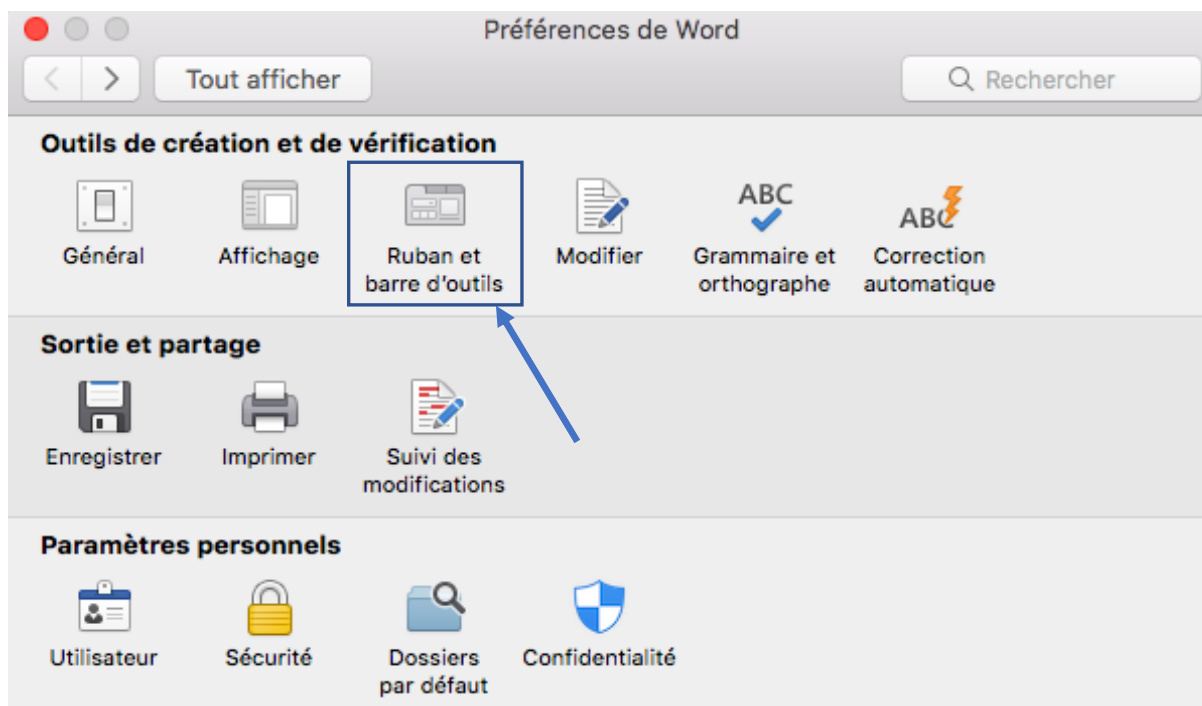 Préférences de Word
Tout afficher
Rechercher
Outils de création et de vérification
Général
Affichage
Ruban et
barre d'outils
Modifier
ABC
Grammaire et
orthographe
ABC
Correction
automatique
Sortie et partage
Enregistrer
Imprimer
Suivi des
modifications
Paramètres personnels
Utilisateur
Sécurité
Dossiers
par défaut
Confidentialité